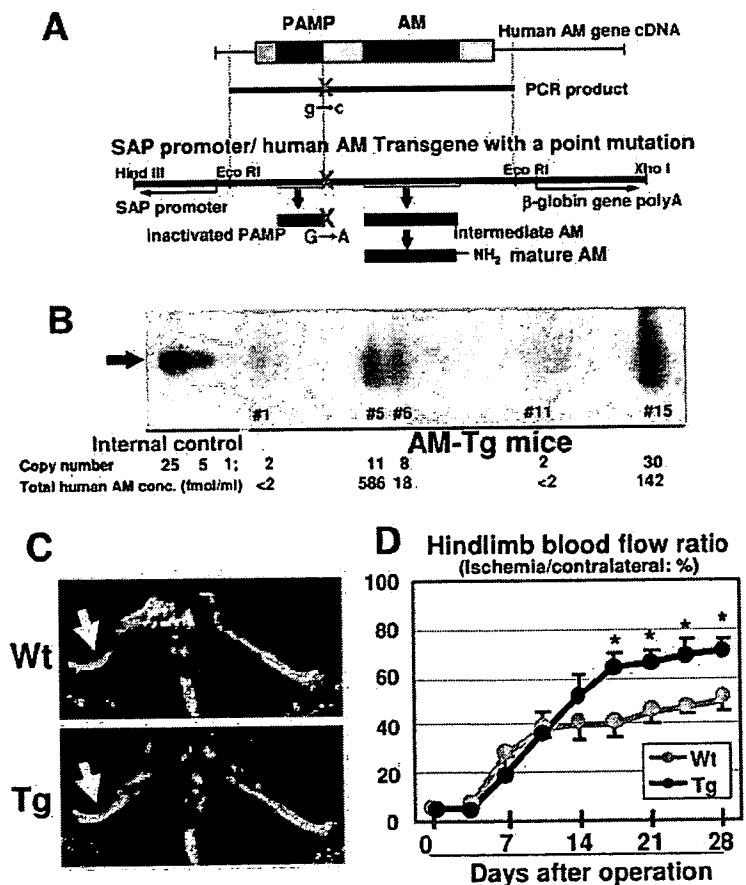 A
PAMP AM
Human AM gene cDNA
PCR product
g→c
SAP promoter/ human AM Transgene with a point mutation
Hind III Eco RI Eco RI Xho I
SAP promoter β-globin gene polyA
inactivated PAMP G→A intermediate AM
NH2 mature AM
B
#1 #5 #6 #11 #15
Internal control AM-Tg mice
Copy number 25 5 1; 2 11 8 2 30
Total human AM conc. (fmol/ml) <2 586 18 <2 142
C
Wt
Tg
D
Hindlimb blood flow ratio
(Ischemia/contralateral: %)
100
80
60
40
20
0
* * * *
Wt
Tg
0 7 14 21 28
Days after operation